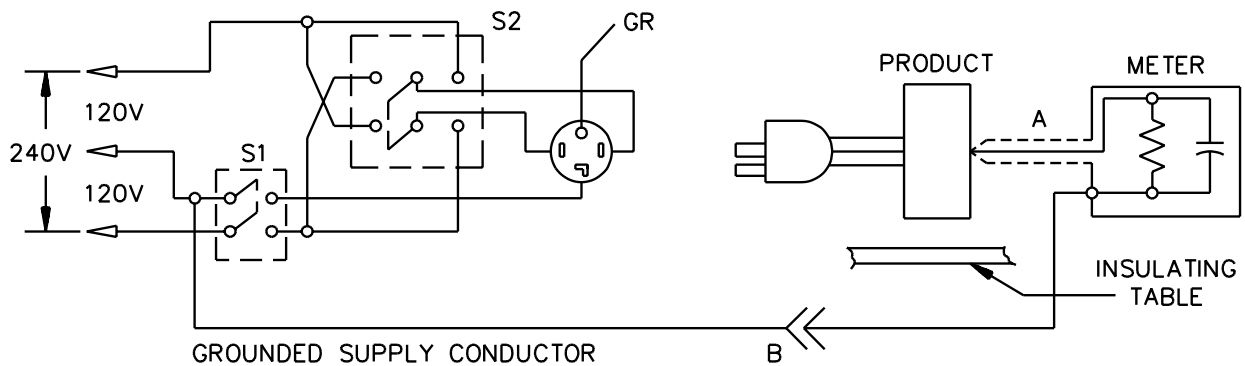 S2
GR
PRODUCT
METER
120V
A
240V
S1
120V
INSULATING
TABLE
GROUNDED SUPPLY CONDUCTOR
B